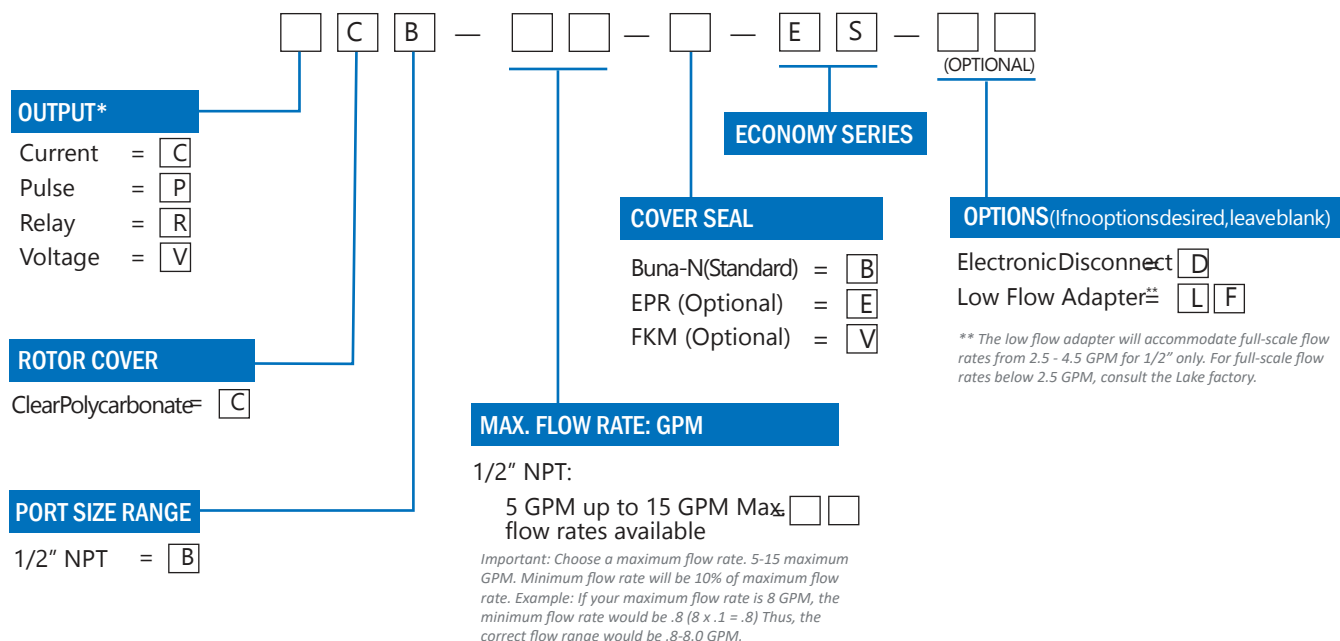 C B — — — E S —
(OPTIONAL)
OUTPUT*
Current = C
Pulse = P
Relay = R
Voltage = V
ROTOR COVER
ClearPolycarbonate= C
PORT SIZE RANGE
1/2" NPT = B
ECONOMY SERIES
COVER SEAL
Buna-N(Standard) = B
EPR (Optional) = E
FKM (Optional) = V
MAX. FLOW RATE: GPM
1/2" NPT:
5 GPM up to 15 GPM Max. =
flow rates available
Important: Choose a maximum flow rate. 5-15 maximum
GPM. Minimum flow rate will be 10% of maximum flow
rate. Example: If your maximum flow rate is 8 GPM, the
minimum flow rate would be .8 (8 x .1 = .8) Thus, the
correct flow range would be .8-8.0 GPM.
OPTIONS(Ifnooptionsdesired,leaveblank)
ElectronicDisconnect = D
Low Flow Adapter** = L F
** The low flow adapter will accommodate full-scale flow
rates from 2.5 - 4.5 GPM for 1/2" only. For full-scale flow
rates below 2.5 GPM, consult the Lake factory.